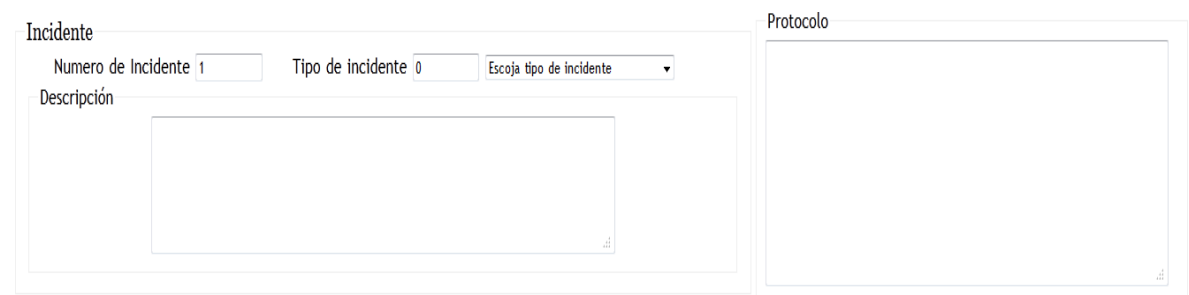 Incidente
Numero de Incidente 1 Tipo de incidente 0 Escoja tipo de incidente
Descripción
Protocolo